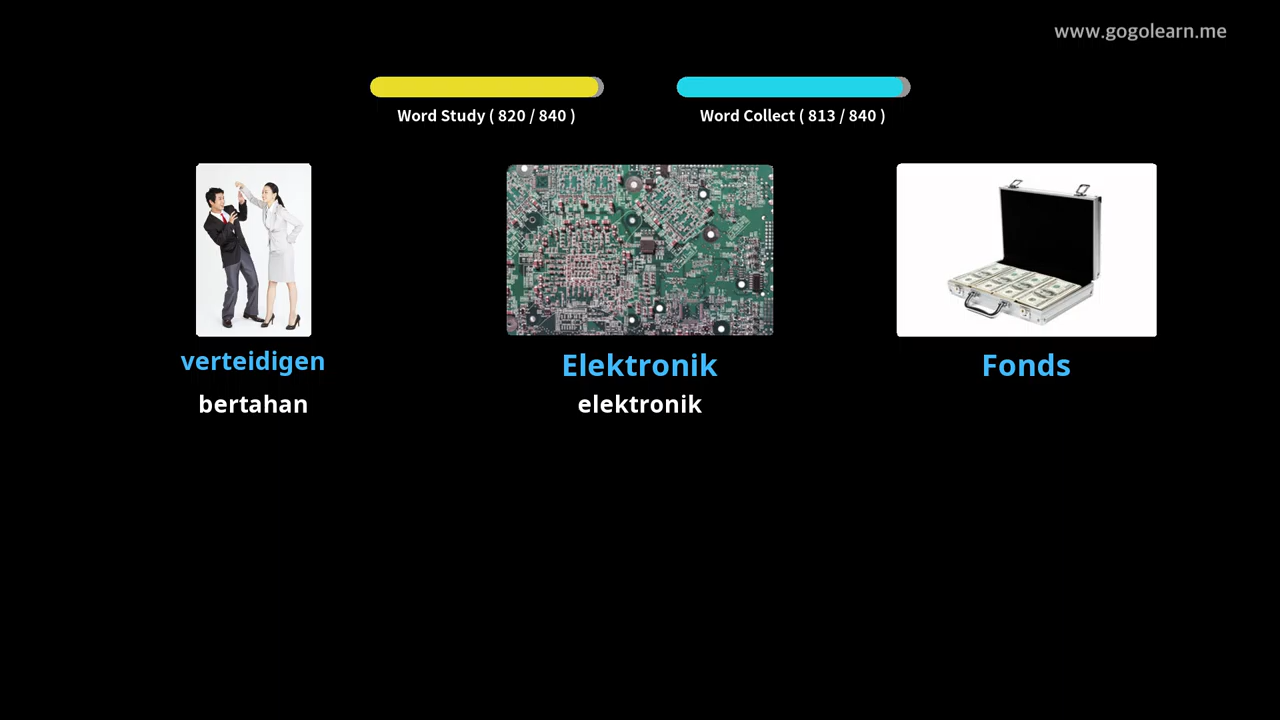 www.gogolearn.me
Word Study ( 820 / 840 )
Word Collect ( 813 / 840 )
verteidigen
Elektronik
Fonds
bertahan
elektronik